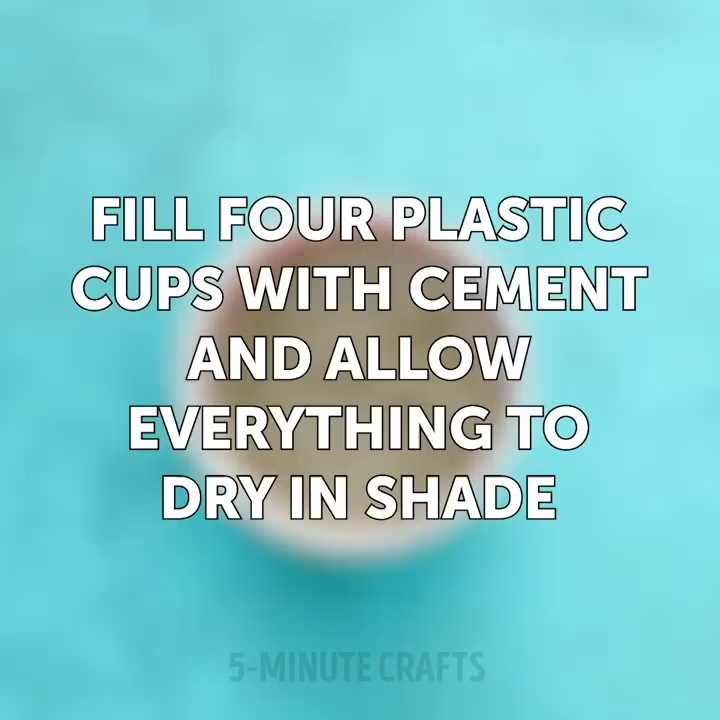 FILL FOUR PLASTIC
CUPS WITH CEMENT
AND ALLOW
EVERYTHING TO
DRY IN SHADE
5-MINUTE CRAFTS